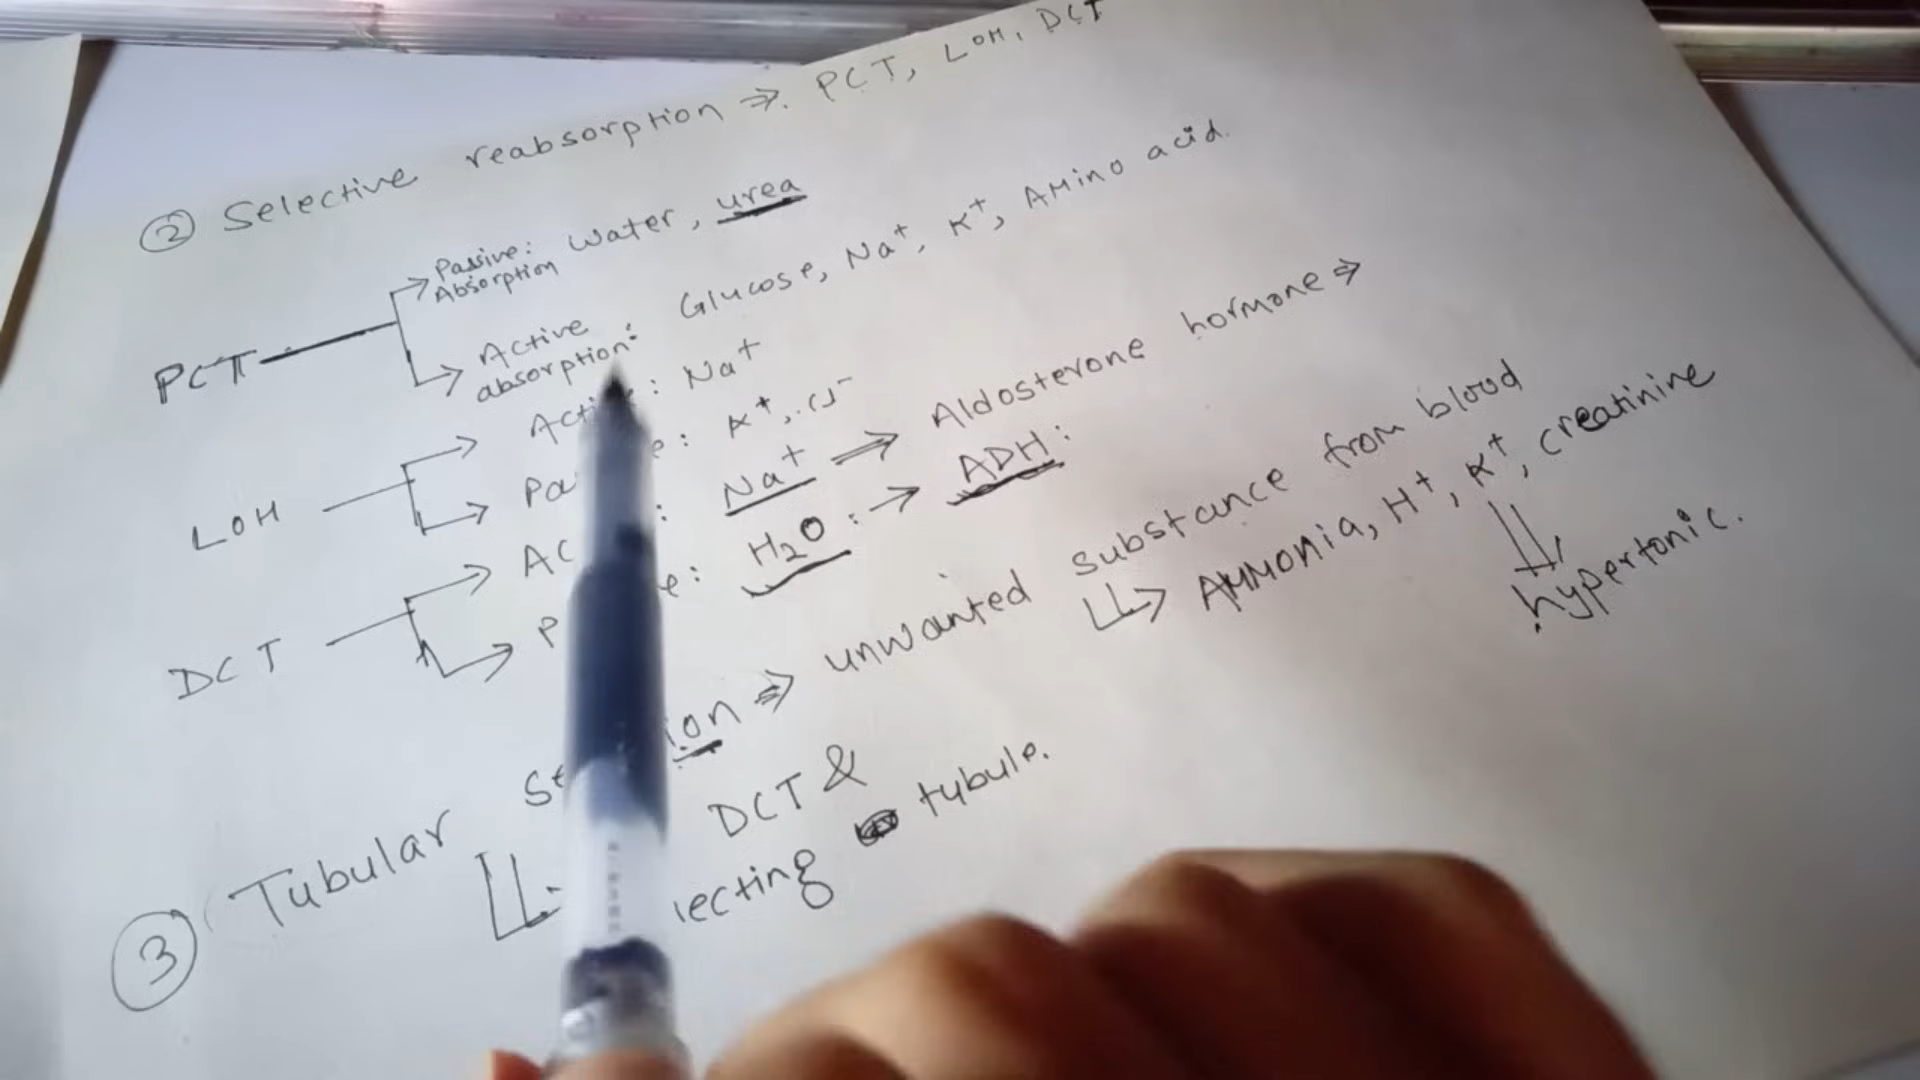 ② Selective reabsorption ⇒. PCT, LOH, DCT
PCT
Passive: Water, urea
Absorption
Active
absorption: Glucose, Na⁺, K⁺, Amino acid.
LOH
: Na⁺
: K⁺, Cl⁻
DCT
: Na⁺ ⇒ Aldosterone hormone ⇒
: H₂O : → ADH:
③ Tubular ⇒ unwanted substance from blood
Ammonia, H⁺, K⁺, creatinine
hypertonic.
DCT &
tubule.